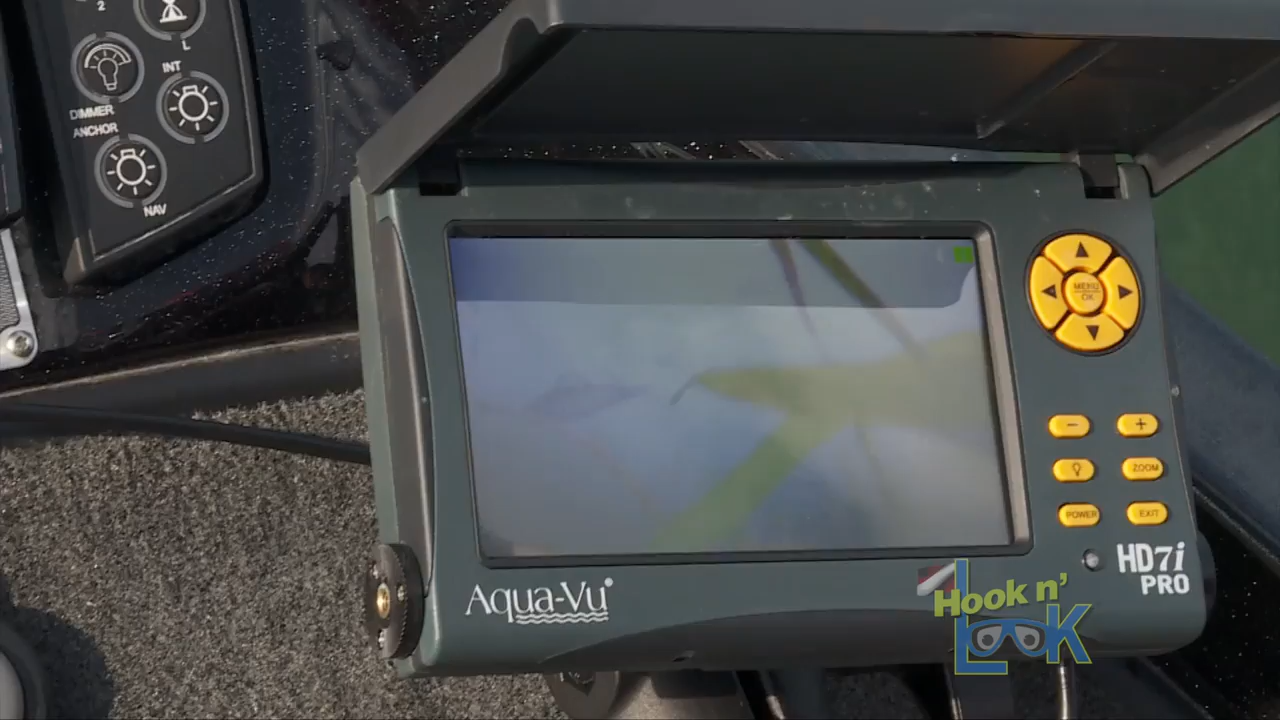 2
L
INT
DIMMER
ANCHOR
NAV
MENU
OK
ZOOM
POWER
EXIT
HD7i
PRO
Aqua-Vu
Hook n'
LOOK